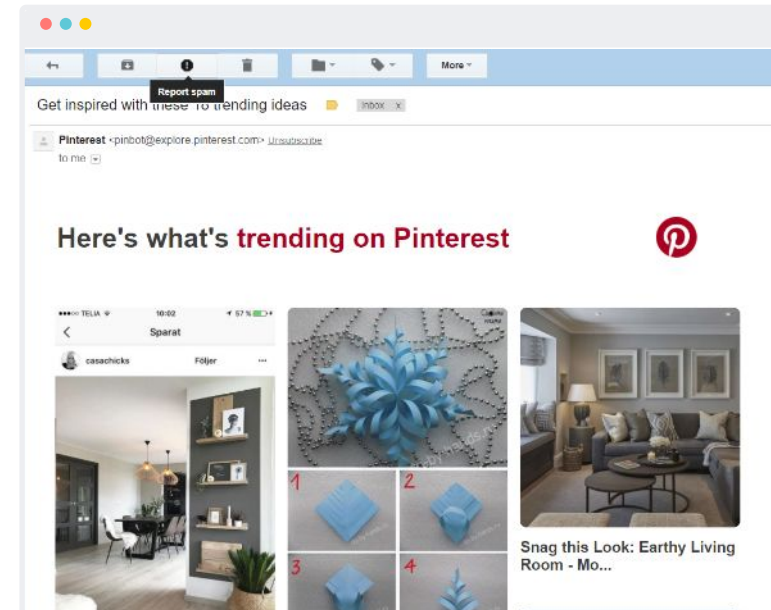 More
Report spam
Get inspired with these 18 trending ideas
Inbox x
Pinterest <pinbot@explore.pinterest.com> Unsubscribe
to me
Here's what's trending on Pinterest
TELIA 10:02 57 %
Sparat
casachicks Följer ...
1 2
3 4
Snag this Look: Earthy Living
Room - Mo...